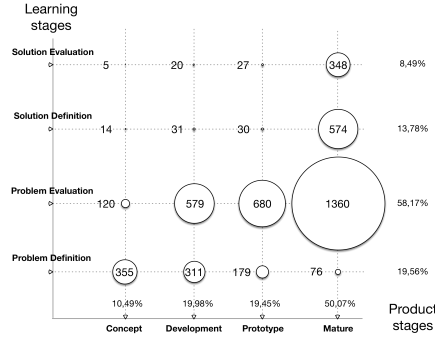 Learning
stages
Solution Evaluation
5 20 27 348 8,49%
Solution Definition
14 31 30 574 13,78%
Problem Evaluation
120 579 680 1360 58,17%
Problem Definition
355 311 179 76 19,56%
10,49% 19,98% 19,45% 50,07%
Concept Development Prototype Mature
Product
stages